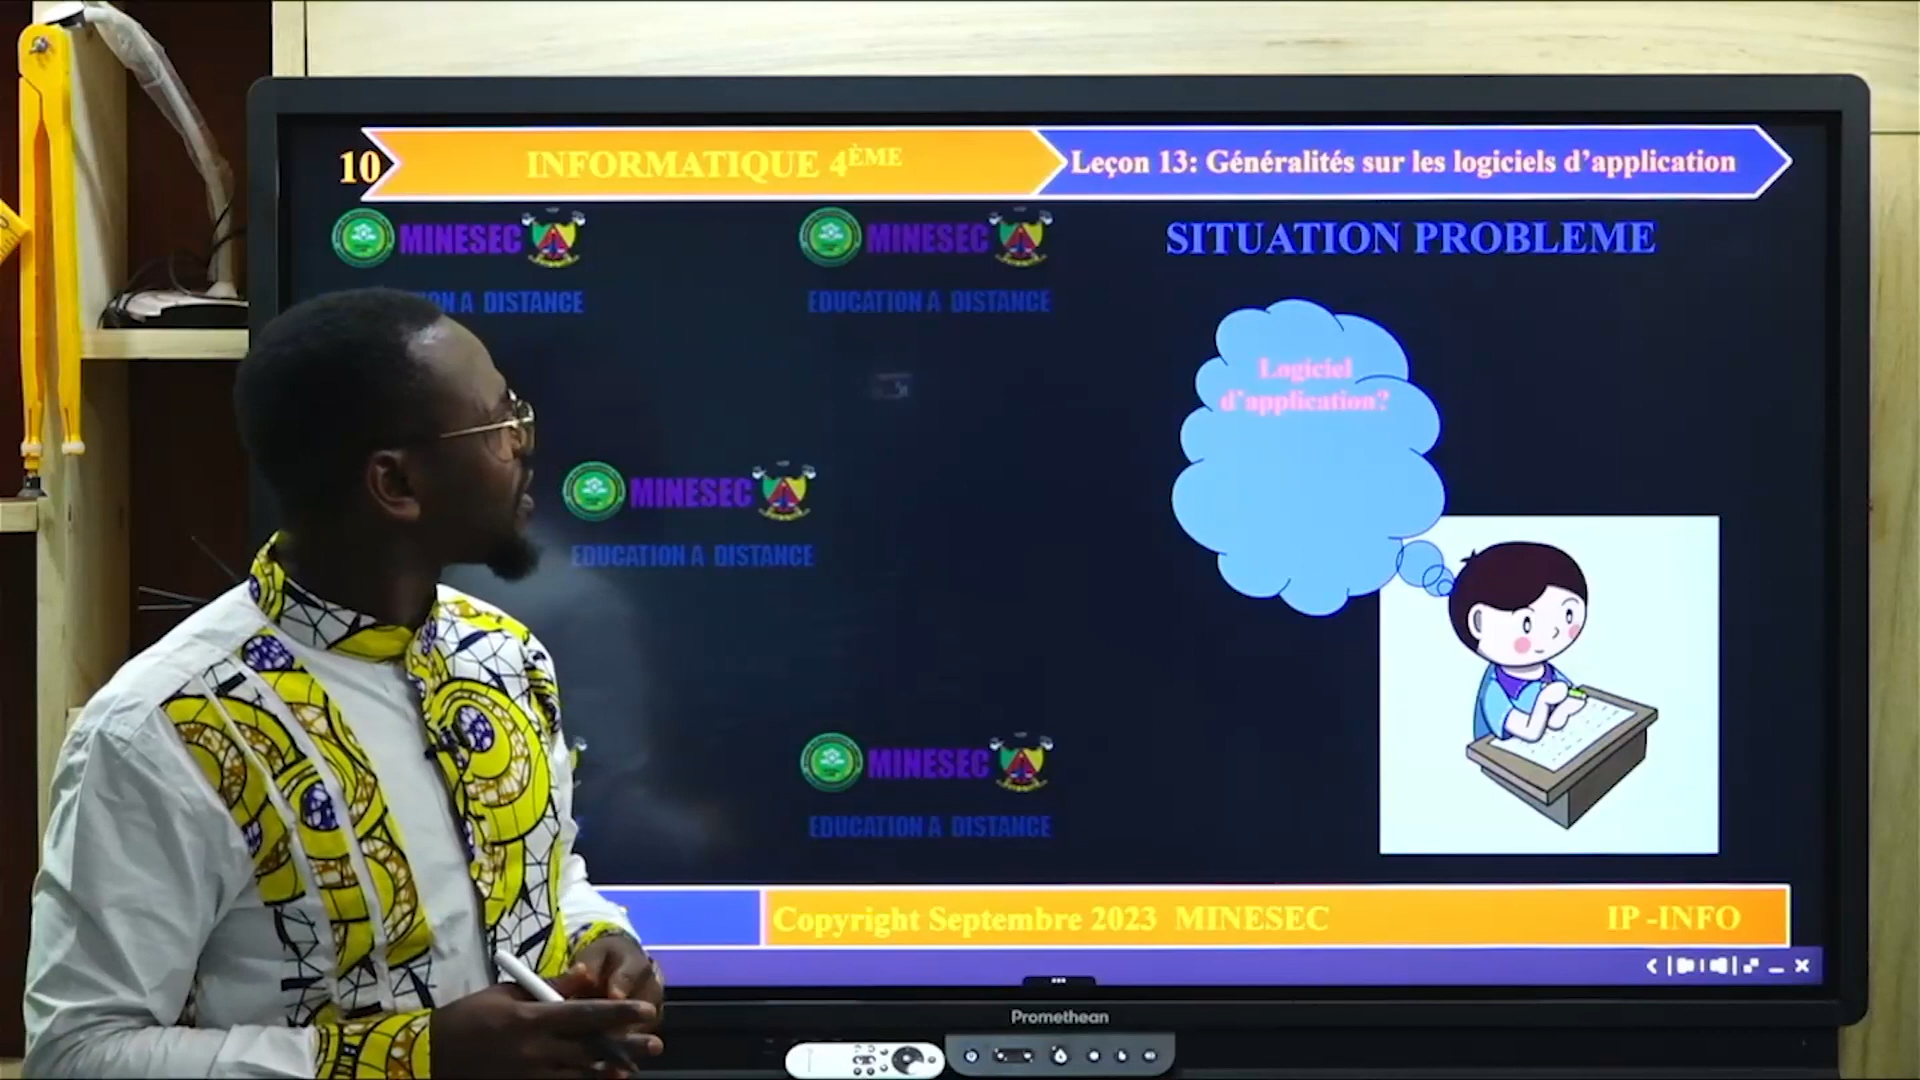 10
INFORMATIQUE 4ÈME
Leçon 13: Généralités sur les logiciels d’application
MINESEC
MINESEC
SITUATION PROBLEME
A DISTANCE
EDUCATION A DISTANCE
Logiciel
d’application?
MINESEC
EDUCATION A DISTANCE
MINESEC
EDUCATION A DISTANCE
Copyright Septembre 2023 MINESEC
IP -INFO
Promethean